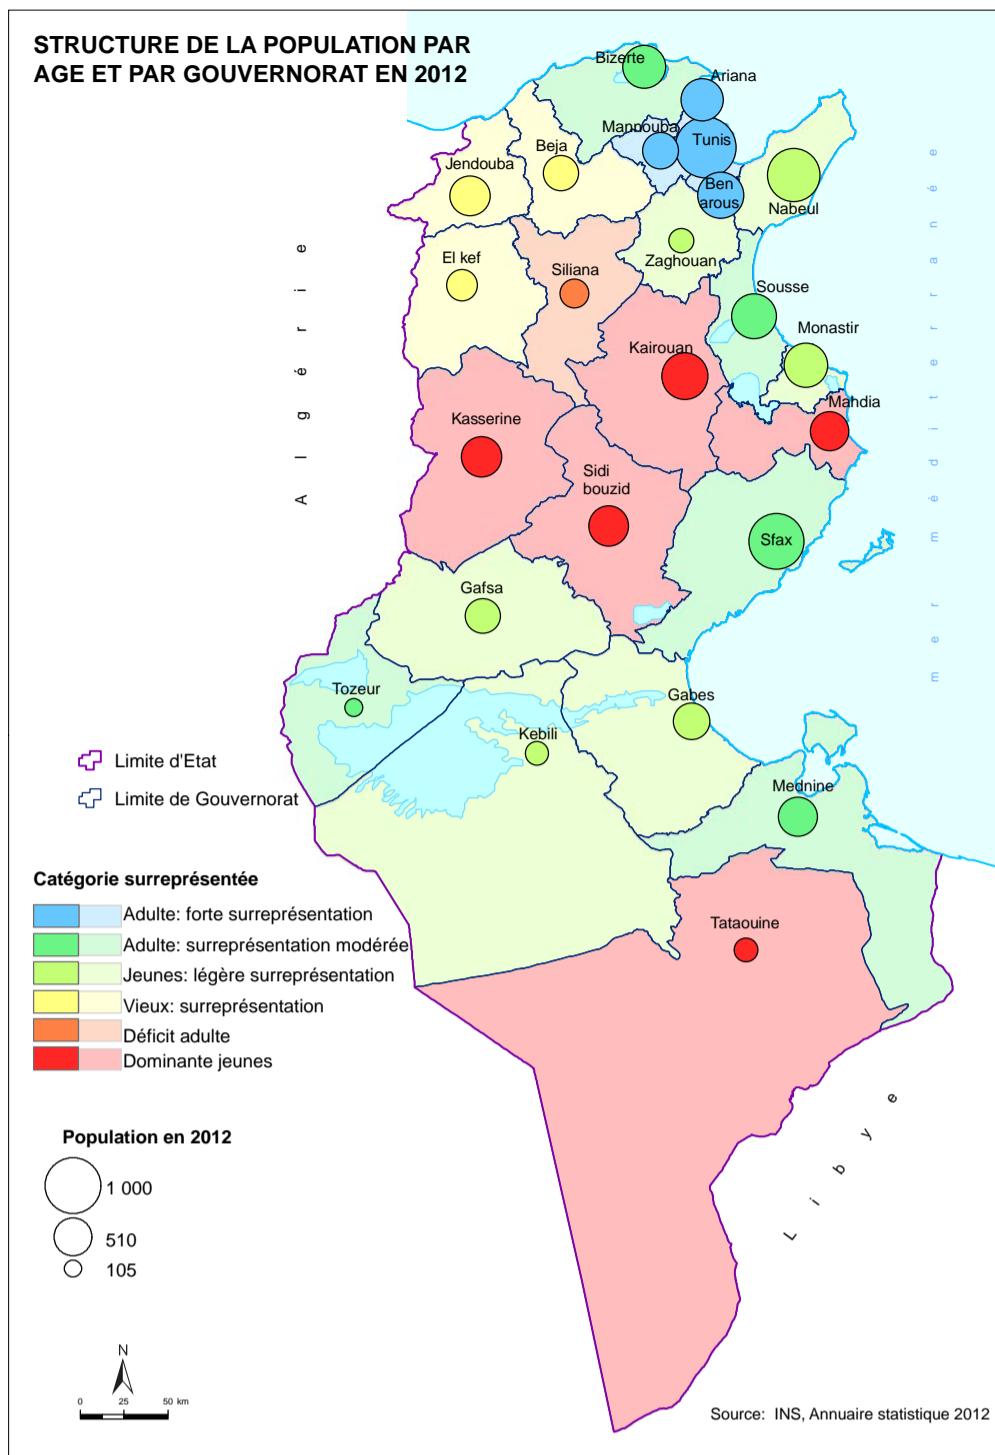 STRUCTURE DE LA POPULATION PAR
AGE ET PAR GOUVERNORAT EN 2012
Bizerte
Ariana
Mannouba
Tunis
Beja
Jendouba
Ben
arous
Nabeul
El kef
Siliana
Zaghouan
Sousse
Monastir
Kairouan
Mahdia
Kasserine
Sidi
bouzid
Sfax
Gafsa
Tozeur
Gabes
Kebili
Mednine
Tataouine
Algérie
mer méditerranée
Libye
Limite d'Etat
Limite de Gouvernorat
Catégorie surreprésentée
Adulte: forte surreprésentation
Adulte: surreprésentation modérée
Jeunes: légère surreprésentation
Vieux: surreprésentation
Déficit adulte
Dominante jeunes
Population en 2012
1 000
510
105
N
0 25 50 km
Source: INS, Annuaire statistique 2012